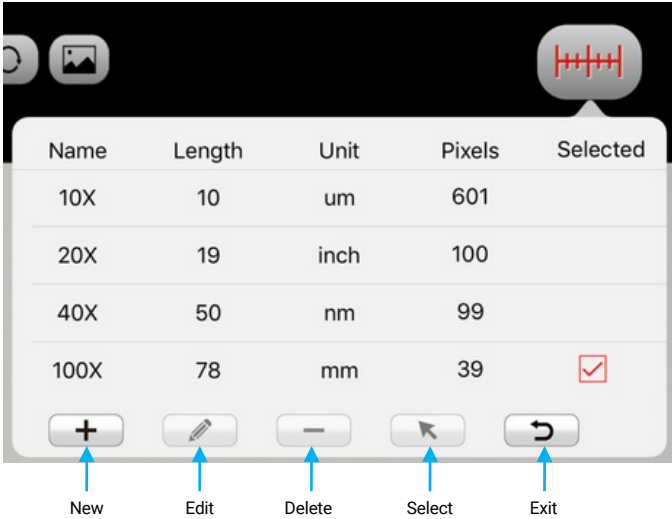 Name Length Unit Pixels Selected
10X 10 um 601
20X 19 inch 100
40X 50 nm 99
100X 78 mm 39
New Edit Delete Select Exit